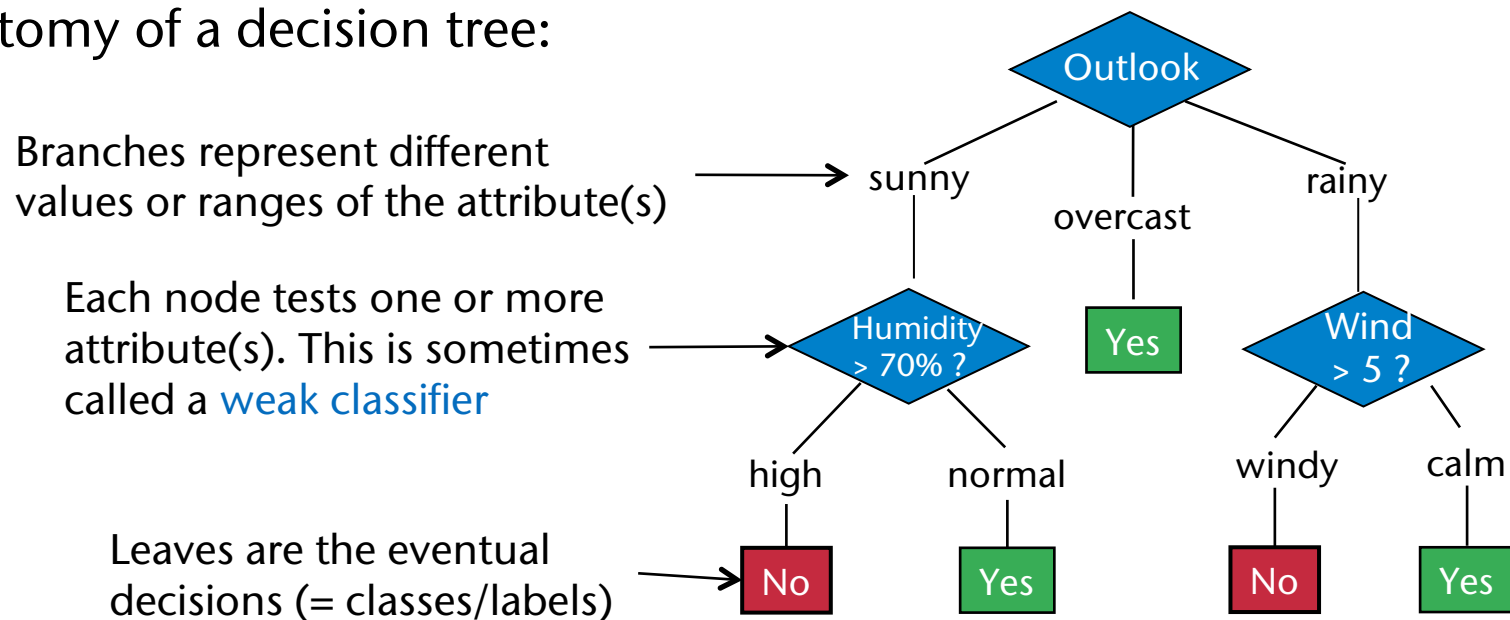 tomy of a decision tree:
Outlook
Branches represent different
values or ranges of the attribute(s)
sunny
overcast
rainy
Each node tests one or more
attribute(s). This is sometimes
called a weak classifier
Humidity
> 70% ?
Yes
Wind
> 5 ?
high
normal
windy
calm
Leaves are the eventual
decisions (= classes/labels)
No
Yes
No
Yes